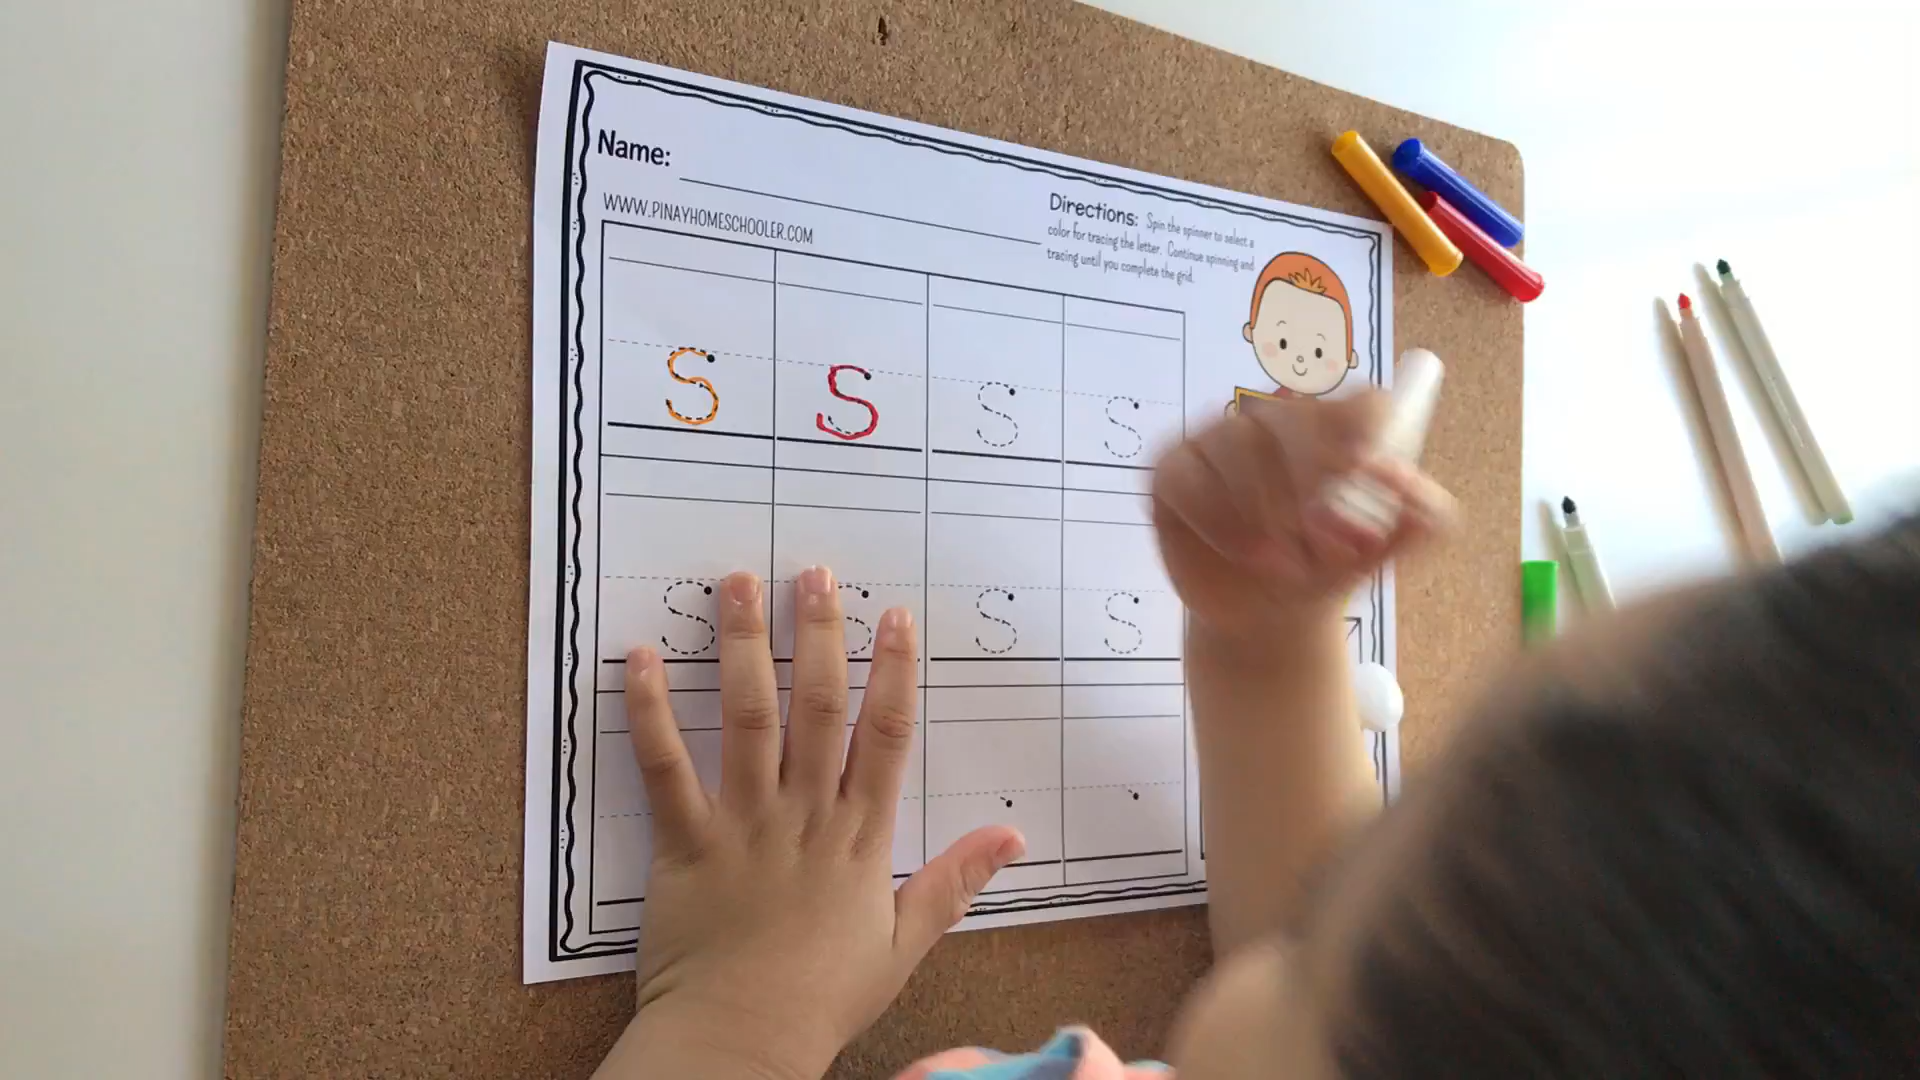 Name:
WWW.PINAYHOMESCHOOLER.COM
Directions: Spin the spinner to select a
color for tracing the letter. Continue spinning and
tracing until you complete the grid.
S S S S
S S S S